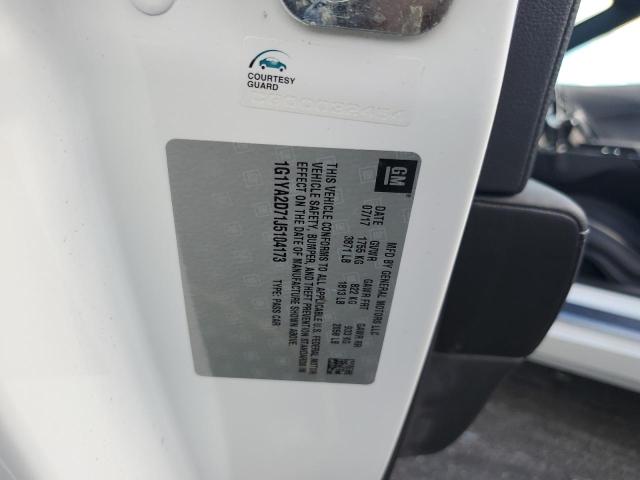 COURTESY
GUARD
GM
MFD BY GENERAL MOTORS LLC
DATE GVWR GAWR FRT GAWR RR
07/17 1755 KG 822 KG 933 KG
3871 LB 1813 LB 2058 LB
THIS VEHICLE CONFORMS TO ALL APPLICABLE U.S. FEDERAL MOTOR
VEHICLE SAFETY, BUMPER, AND THEFT PREVENTION STANDARDS IN
EFFECT ON THE DATE OF MANUFACTURE SHOWN ABOVE.
1G1YA2D71J5104173 TYPE: PASS CAR